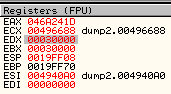 Registers (FPU)
EAX 046A241D
ECX 00496688 dump2.00496688
EDX 00030000
EBX 00030000
ESP 0019FF08
EBP 0019FF70
ESI 004940A0 dump2.004940A0
EDI 00000000